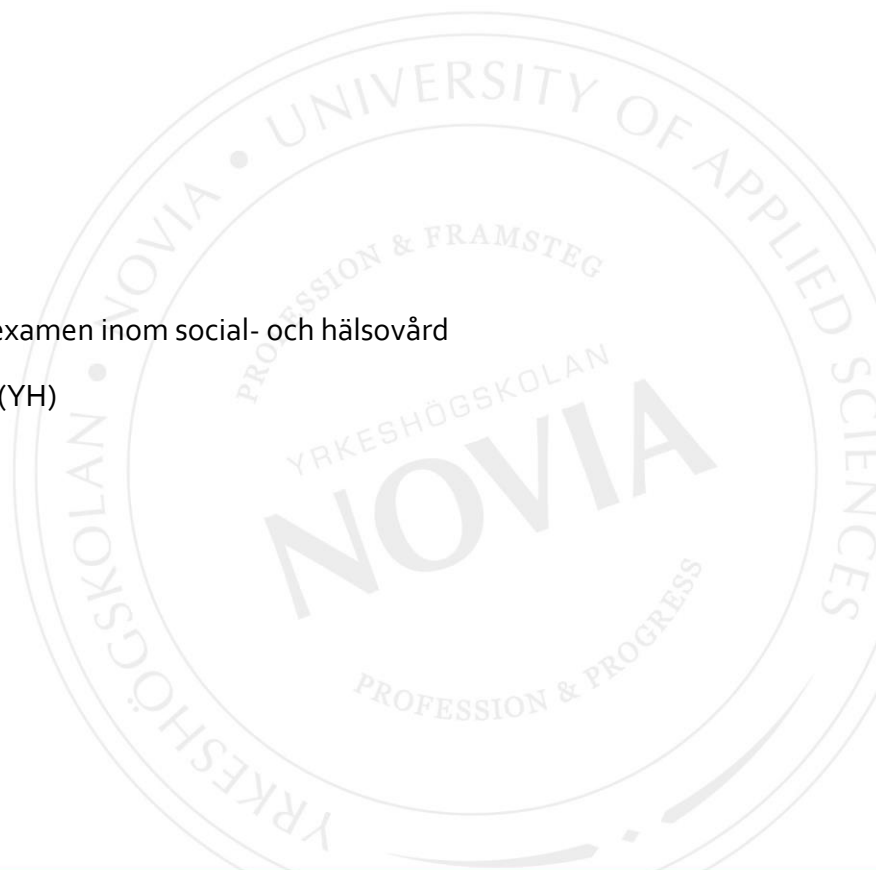 examen inom social- och hälsovård
(YH)
YRKESHÖGSKOLAN • NOVIA • UNIVERSITY OF APPLIED SCIENCES
PROFESSION & FRAMSTEG
YRKESHÖGSKOLAN
NOVIA
PROFESSION & PROGRESS